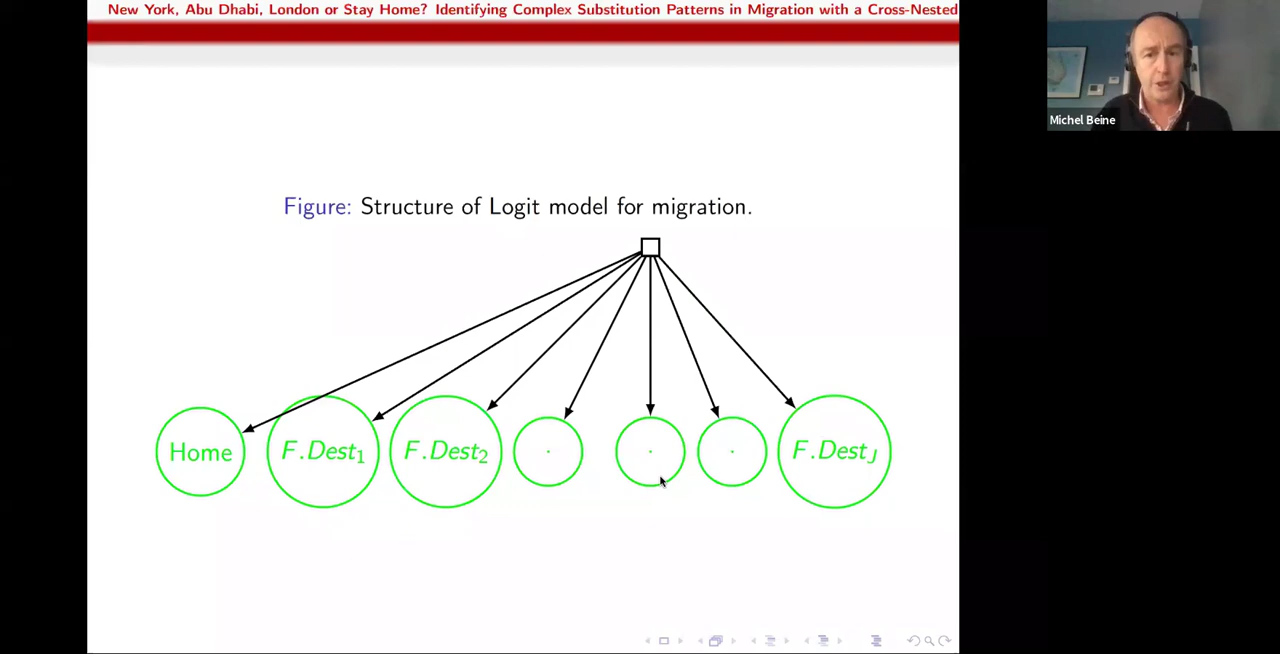 New York, Abu Dhabi, London or Stay Home? Identifying Complex Substitution Patterns in Migration with a Cross-Nested
Michel Beine
Figure: Structure of Logit model for migration.
Home F.Dest₁ F.Dest₂ . . . F.Dest_J